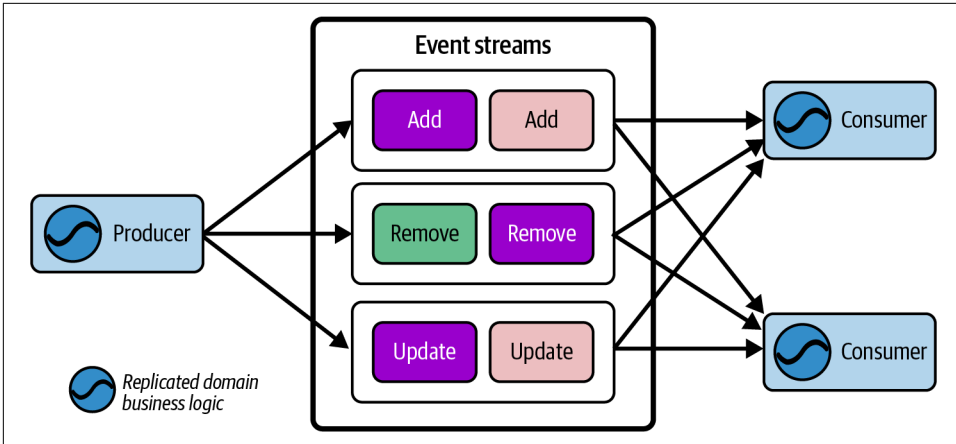 Event streams
Add
Add
Consumer
Producer
Remove
Remove
Update
Update
Consumer
Replicated domain
business logic